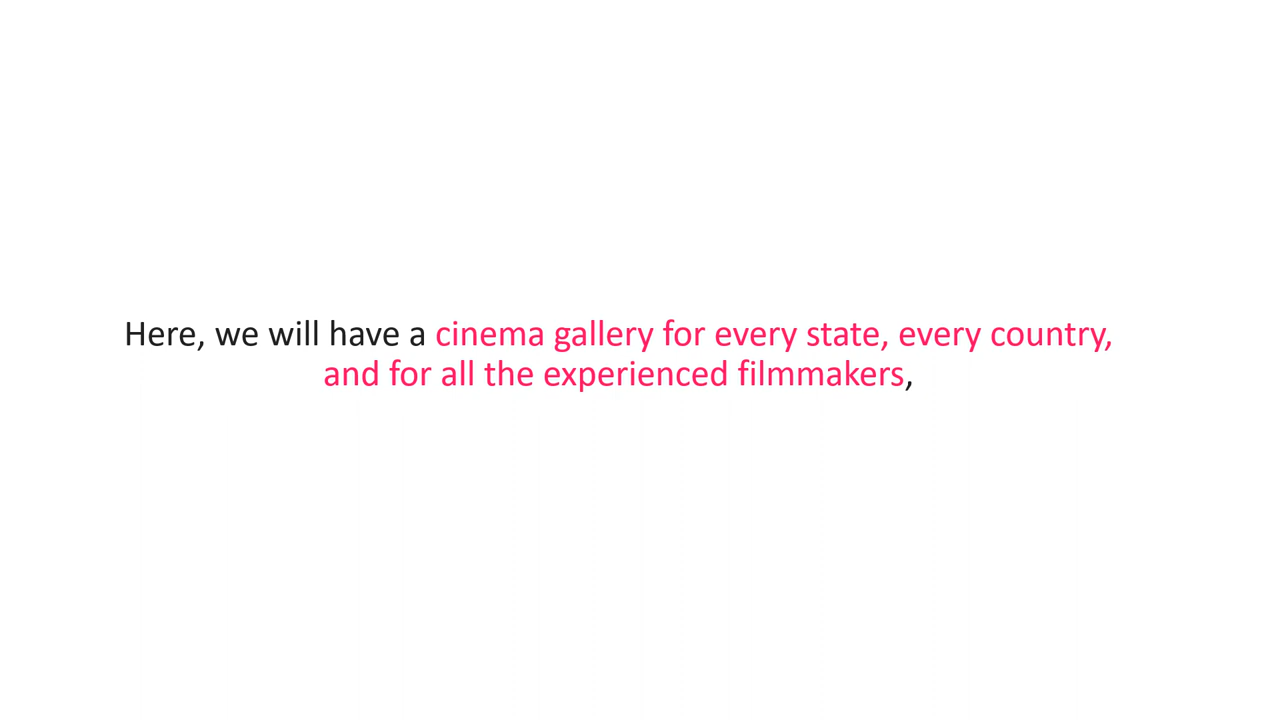 Here, we will have a cinema gallery for every state, every country,
and for all the experienced filmmakers,